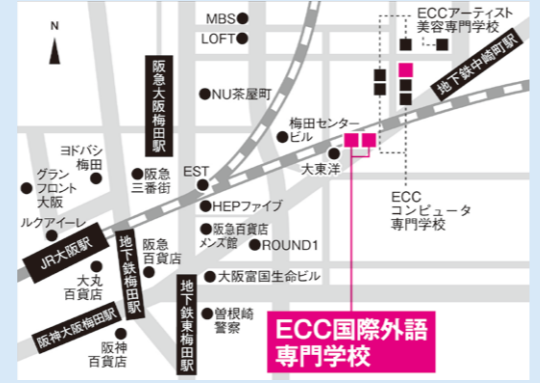 N
MBS
LOFT
ECCアーティスト
美容専門学校
地下鉄中崎町駅
阪急大阪梅田駅
NU茶屋町
梅田センター
ビル
大東洋
ヨドバシ
梅田
グラン
フロント
大阪
阪急
三番街
EST
HEPファイブ
ECC
コンピュータ
専門学校
ルクアイーレ
JR大阪駅
地下鉄梅田駅
阪急
百貨店
阪急百貨店
メンズ館
ROUND1
大丸
百貨店
地下鉄東梅田駅
大阪富国生命ビル
阪神大阪梅田駅
阪神
百貨店
曽根崎
警察
ECC国際外語
専門学校